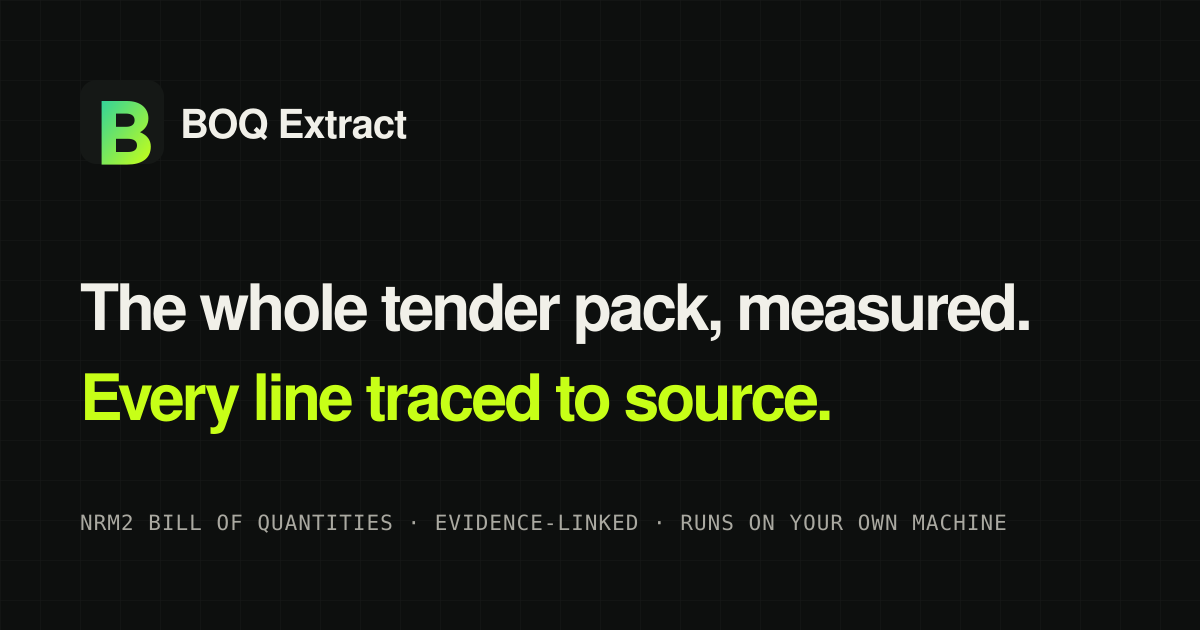 B
BOQ Extract
The whole tender pack, measured.
Every line traced to source.
NRM2 BILL OF QUANTITIES · EVIDENCE-LINKED · RUNS ON YOUR OWN MACHINE